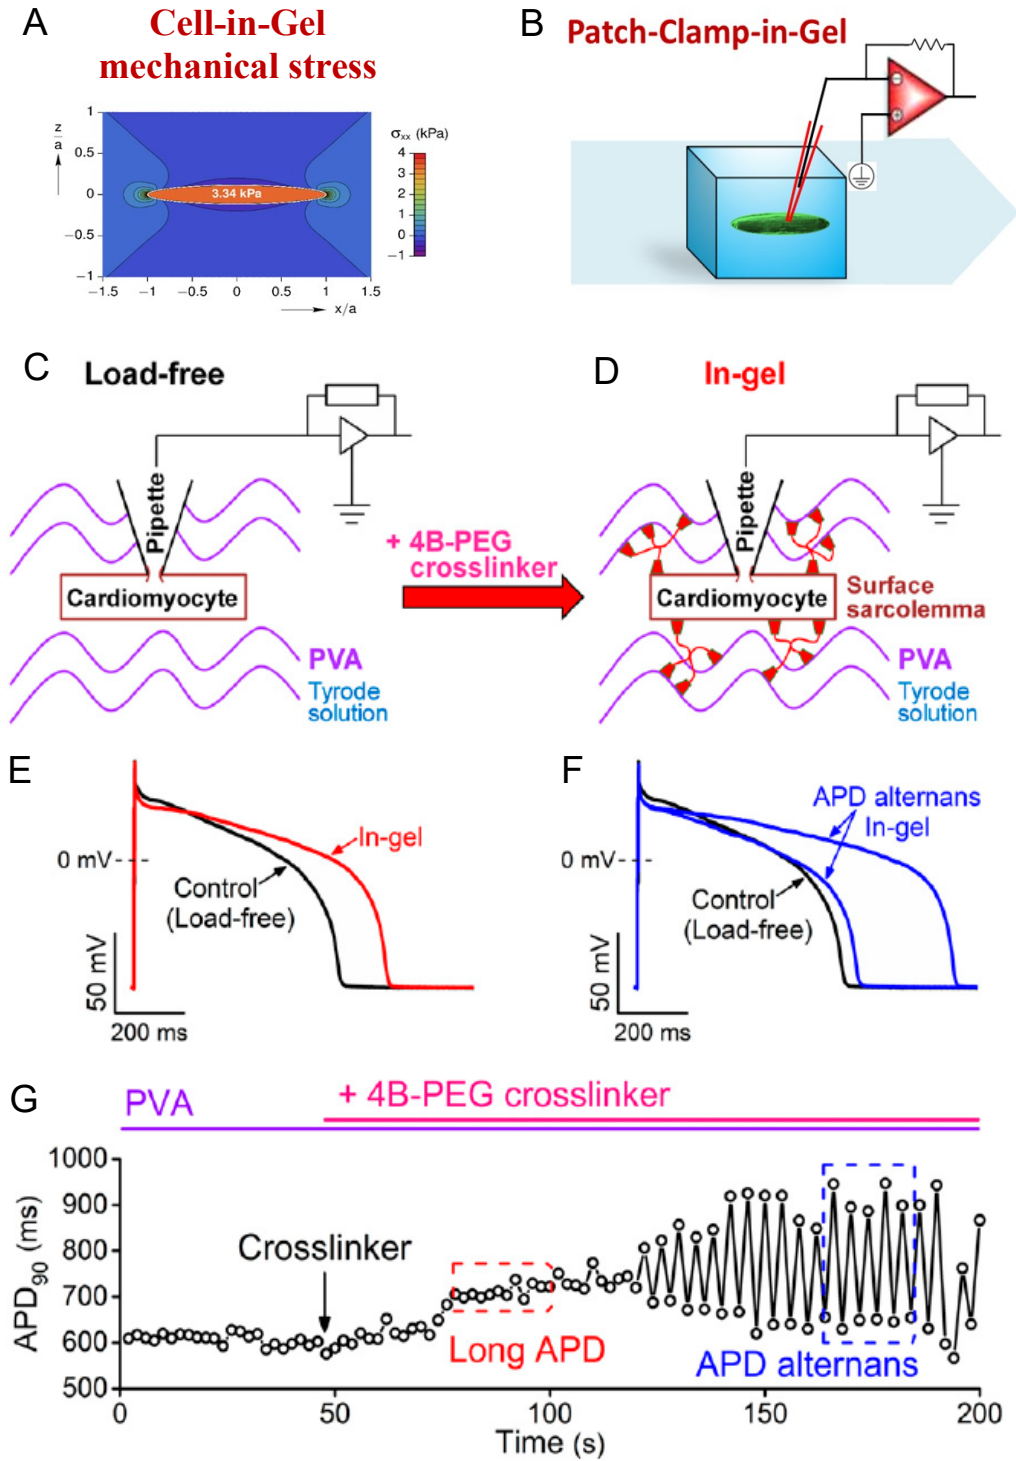 A
Cell-in-Gel
mechanical stress
σxx (kPa)
z/a
1
0.5
0
−0.5
−1
3.34 kPa
4
3
2
1
0
−1
−1.5 −1 −0.5 0 0.5 1 1.5
x/a
B
Patch-Clamp-in-Gel
C
Load-free
Pipette
Cardiomyocyte
PVA
Tyrode
solution
+ 4B-PEG
crosslinker
D
In-gel
Pipette
Cardiomyocyte
Surface
sarcolemma
PVA
Tyrode
solution
E
0 mV
In-gel
Control
(Load-free)
50 mV
200 ms
F
APD alternans
In-gel
0 mV
Control
(Load-free)
50 mV
200 ms
G
PVA
+ 4B-PEG crosslinker
APD90 (ms)
1000
900
800
700
600
500
Crosslinker
Long APD
APD alternans
0 50 100 150 200
Time (s)